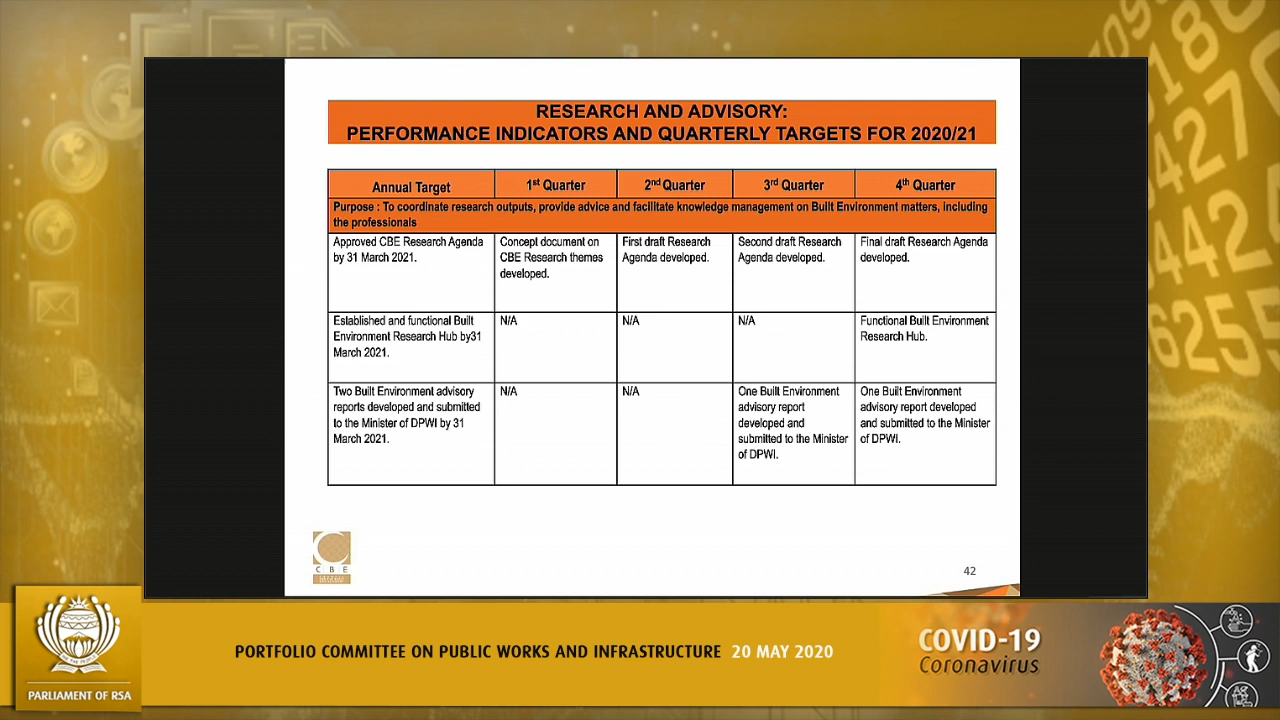 RESEARCH AND ADVISORY:
PERFORMANCE INDICATORS AND QUARTERLY TARGETS FOR 2020/21
Annual Target
1st Quarter
2nd Quarter
3rd Quarter
4th Quarter
Purpose : To coordinate research outputs, provide advice and facilitate knowledge management on Built Environment matters, including
the professionals
Approved CBE Research Agenda
by 31 March 2021.
Concept document on
CBE Research themes
developed.
First draft Research
Agenda developed.
Second draft Research
Agenda developed.
Final draft Research Agenda
developed.
Established and functional Built
Environment Research Hub by31
March 2021.
N/A
N/A
N/A
Functional Built Environment
Research Hub.
Two Built Environment advisory
reports developed and submitted
to the Minister of DPWI by 31
March 2021.
N/A
N/A
One Built Environment
advisory report
developed and
submitted to the Minister
of DPWI.
One Built Environment
advisory report developed
and submitted to the Minister
of DPWI.
C B E
42
PARLIAMENT OF RSA
PORTFOLIO COMMITTEE ON PUBLIC WORKS AND INFRASTRUCTURE 20 MAY 2020
COVID-19
Coronavirus